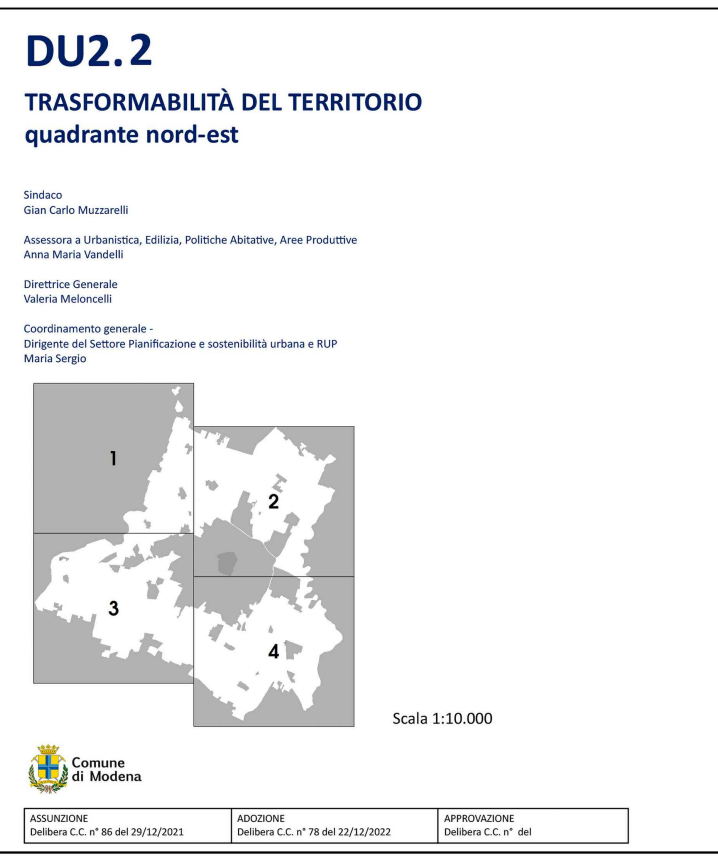 DU2.2
TRASFORMABILITÀ DEL TERRITORIO
quadrante nord-est
Sindaco
Gian Carlo Muzzarelli
Assessora a Urbanistica, Edilizia, Politiche Abitative, Aree Produttive
Anna Maria Vandelli
Direttrice Generale
Valeria Meloncelli
Coordinamento generale -
Dirigente del Settore Pianificazione e sostenibilità urbana e RUP
Maria Sergio
1
2
3
4
Scala 1:10.000
Comune
di Modena
ASSUNZIONE
Delibera C.C. n° 86 del 29/12/2021
ADOZIONE
Delibera C.C. n° 78 del 22/12/2022
APPROVAZIONE
Delibera C.C. n° del